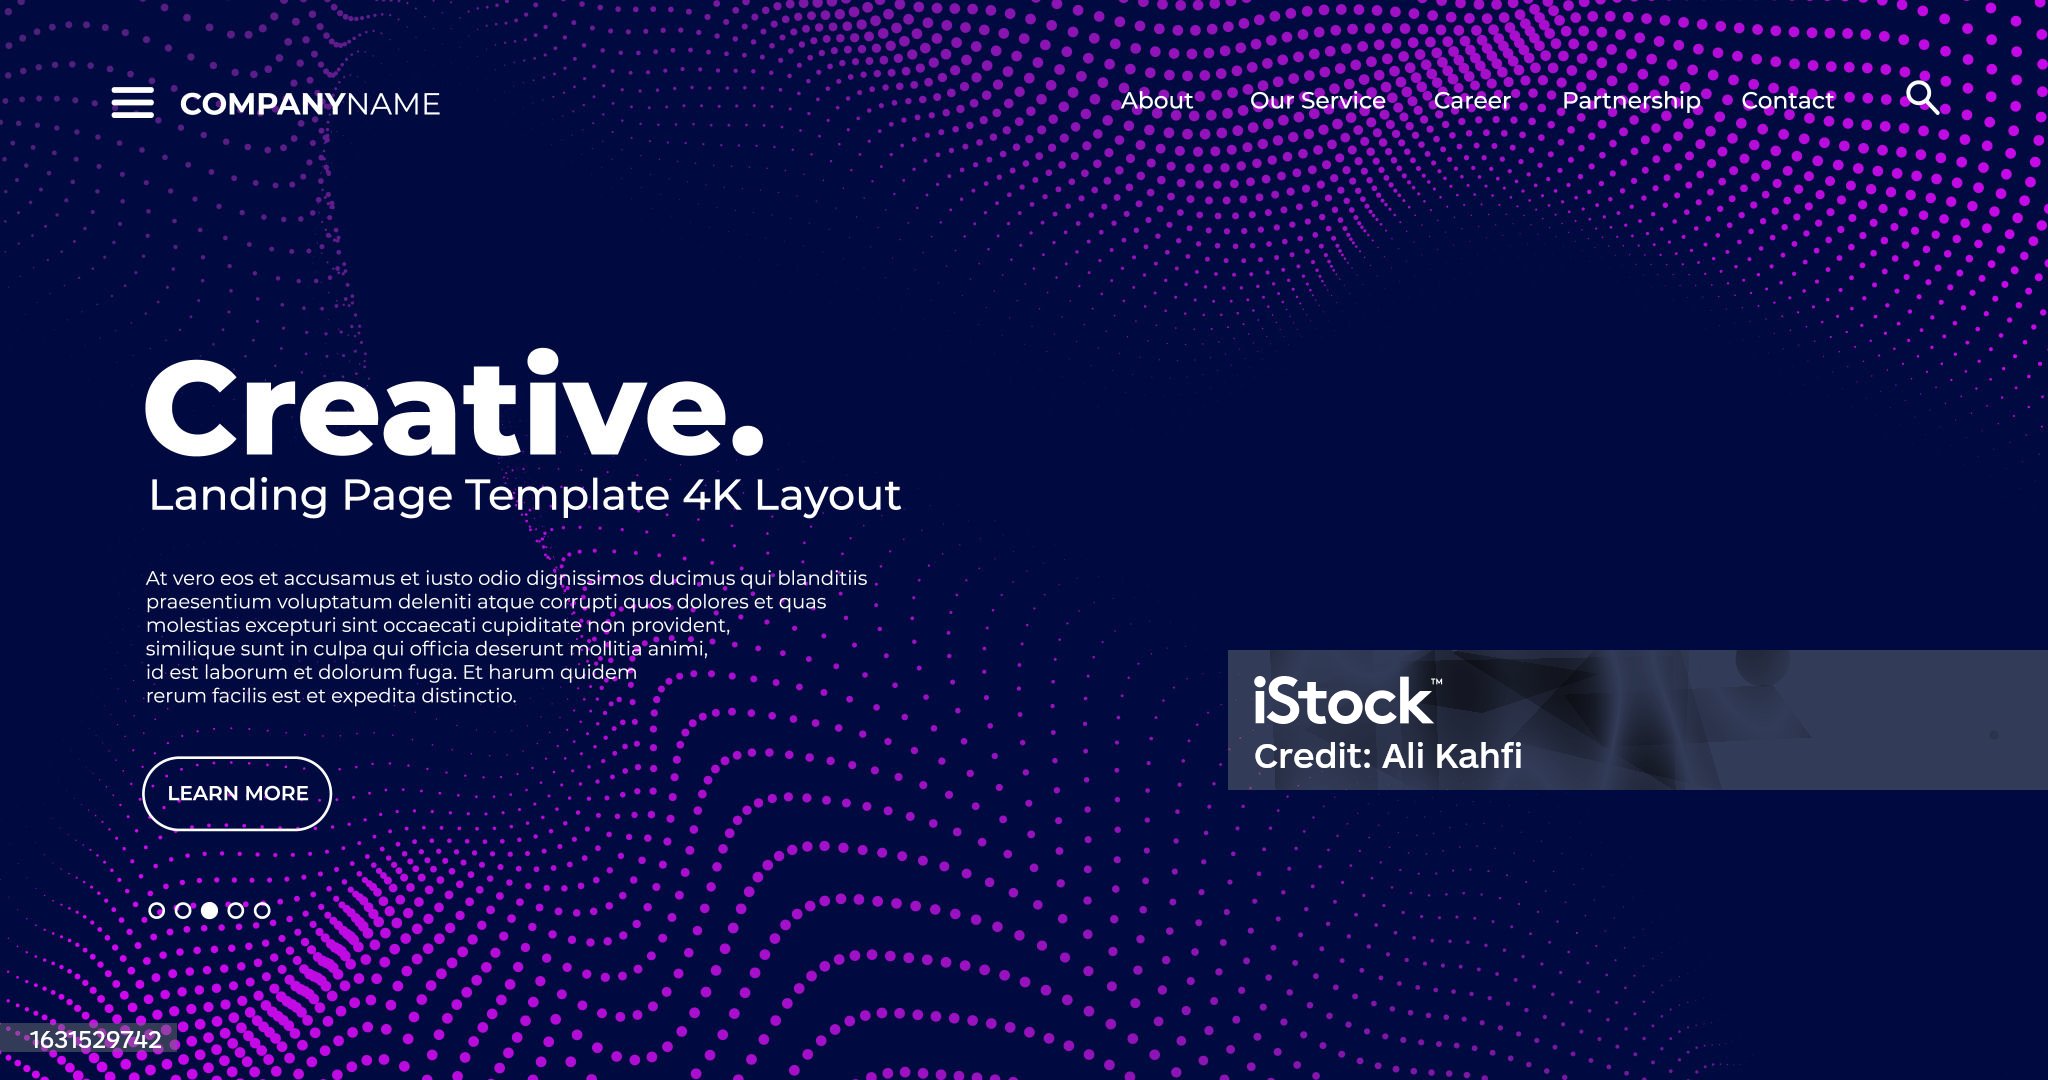 COMPANYNAME
About Our Service Career Partnership Contact
Creative.
Landing Page Template 4K Layout
At vero eos et accusamus et iusto odio dignissimos ducimus qui blanditiis
praesentium voluptatum deleniti atque corrupti quos dolores et quas
molestias excepturi sint occaecati cupiditate non provident,
similique sunt in culpa qui officia deserunt mollitia animi,
id est laborum et dolorum fuga. Et harum quidem
rerum facilis est et expedita distinctio.
iStock™
Credit: Ali Kahfi
LEARN MORE
1631529742